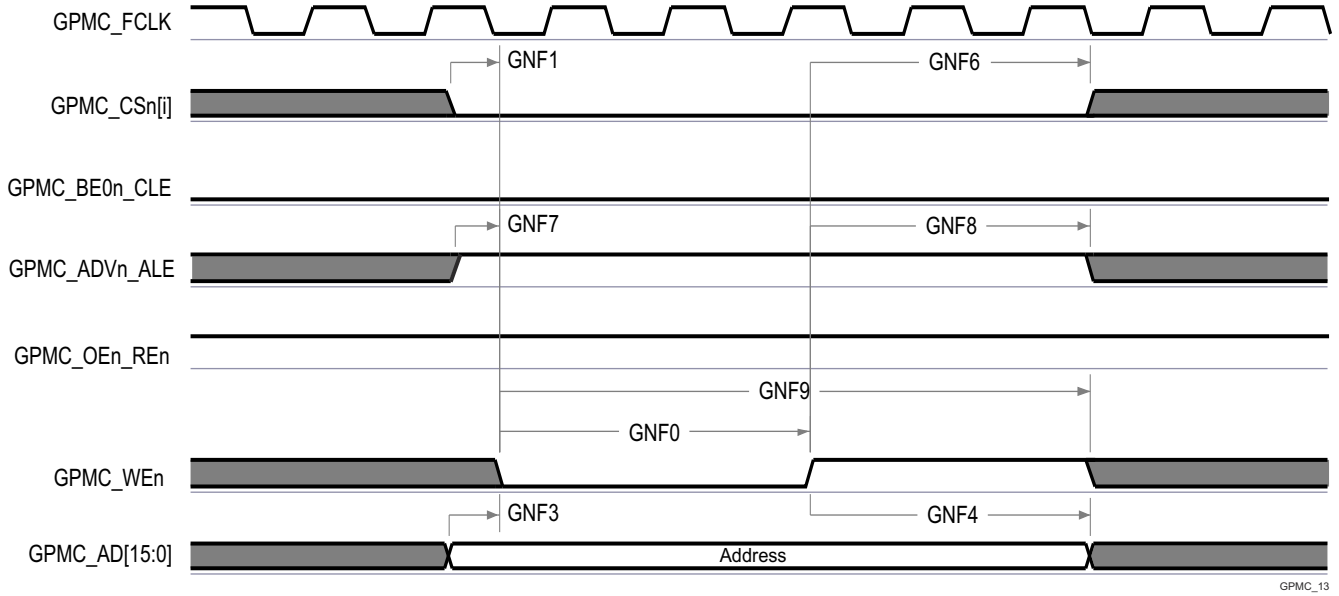 GPMC_FCLK
GNF1
GNF6
GPMC_CSn[i]
GPMC_BE0n_CLE
GNF7
GNF8
GPMC_ADVn_ALE
GPMC_OEn_REn
GNF9
GNF0
GPMC_WEn
GNF3
GNF4
GPMC_AD[15:0]
Address
GPMC_13